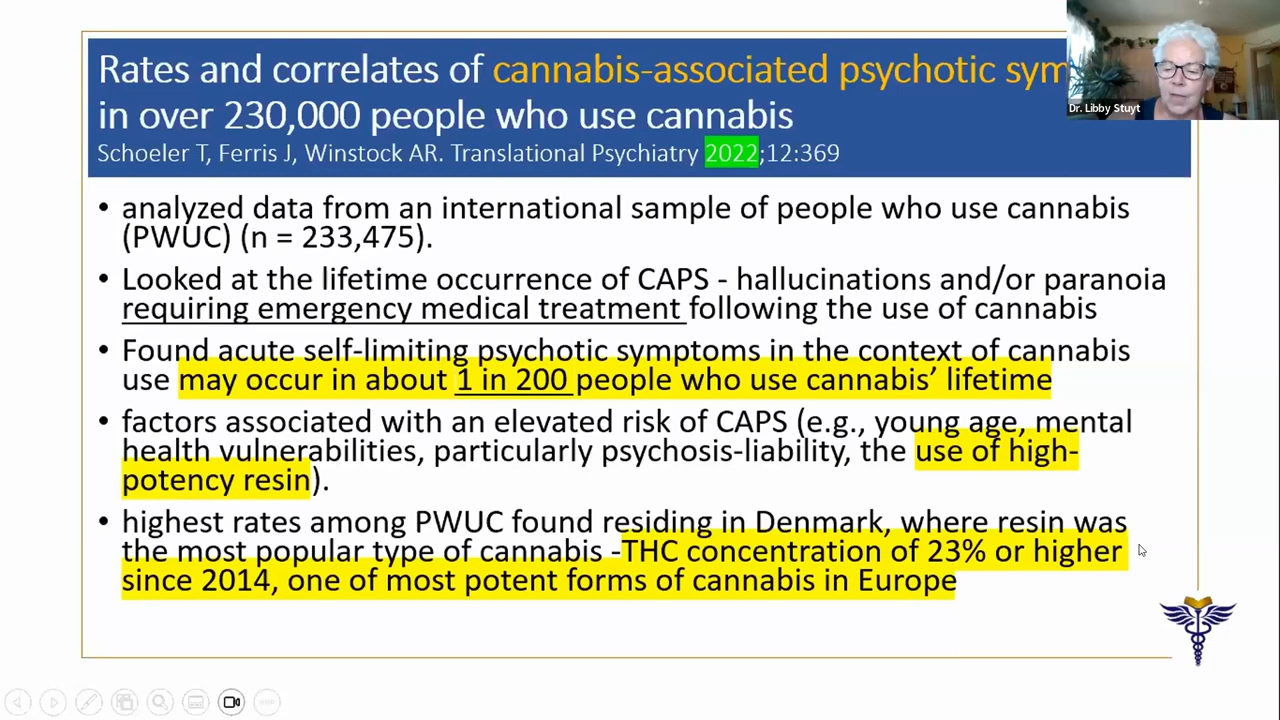 Rates and correlates of cannabis-associated psychotic sym
in over 230,000 people who use cannabis
Schoeler T, Ferris J, Winstock AR. Translational Psychiatry 2022;12:369
Dr. Libby Stuyt
• analyzed data from an international sample of people who use cannabis
(PWUC) (n = 233,475).
• Looked at the lifetime occurrence of CAPS - hallucinations and/or paranoia
requiring emergency medical treatment following the use of cannabis
• Found acute self-limiting psychotic symptoms in the context of cannabis
use may occur in about 1 in 200 people who use cannabis’ lifetime
• factors associated with an elevated risk of CAPS (e.g., young age, mental
health vulnerabilities, particularly psychosis-liability, the use of high-
potency resin).
• highest rates among PWUC found residing in Denmark, where resin was
the most popular type of cannabis -THC concentration of 23% or higher
since 2014, one of most potent forms of cannabis in Europe